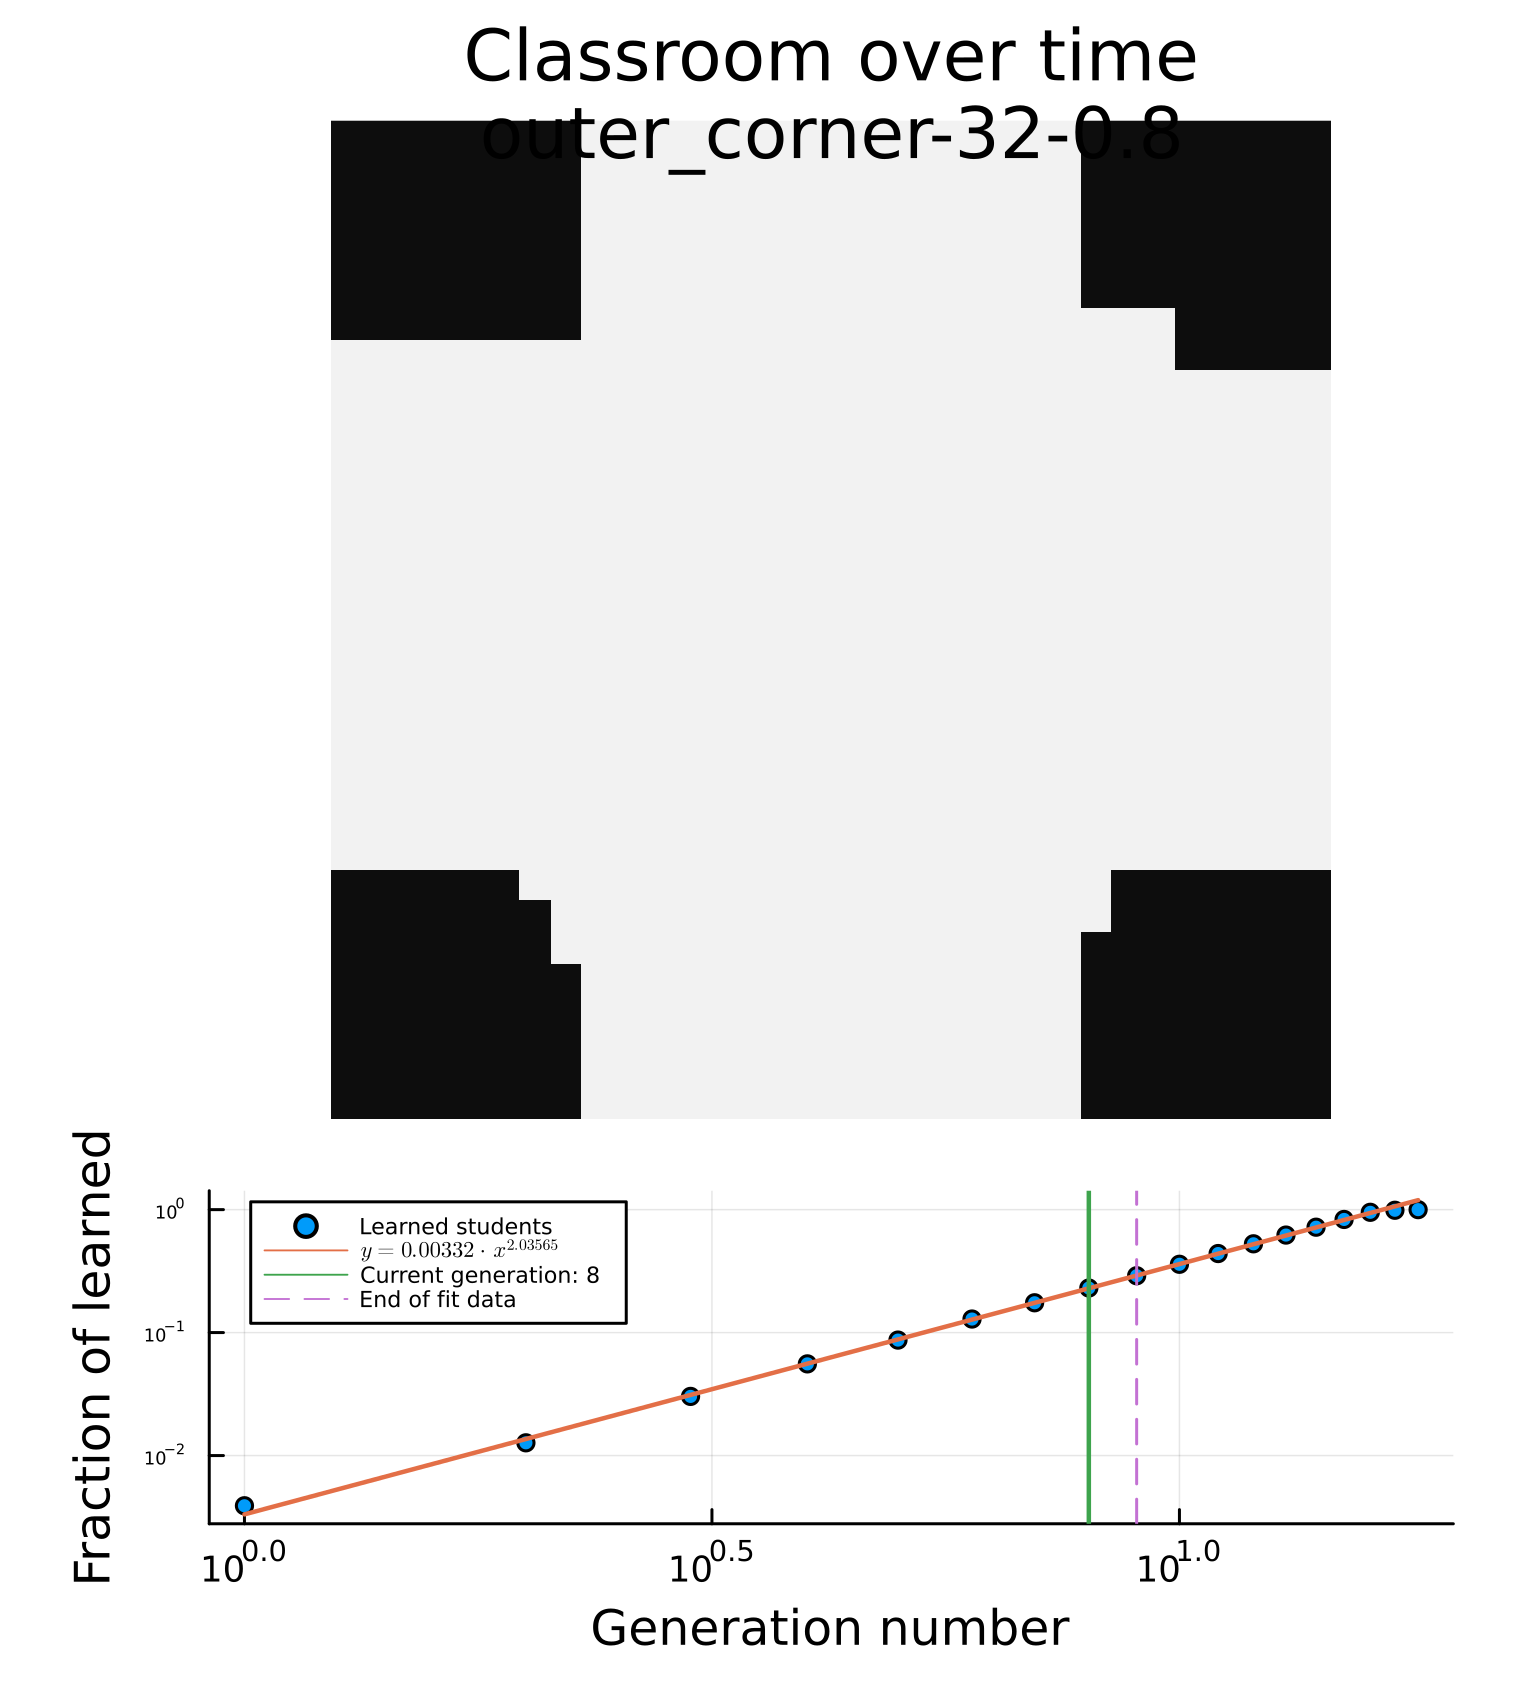 Classroom over time
outer_corner-32-0.8
Fraction of learned
10^0
10^−1
10^−2
Learned students
y = 0.00332 · x^2.03565
Current generation: 8
End of fit data
10^0.0 10^0.5 10^1.0
Generation number